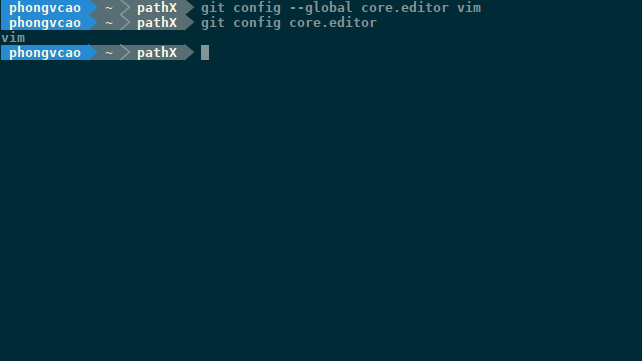 phongvcao ~ pathX git config --global core.editor vim
phongvcao ~ pathX git config core.editor
vim
phongvcao ~ pathX